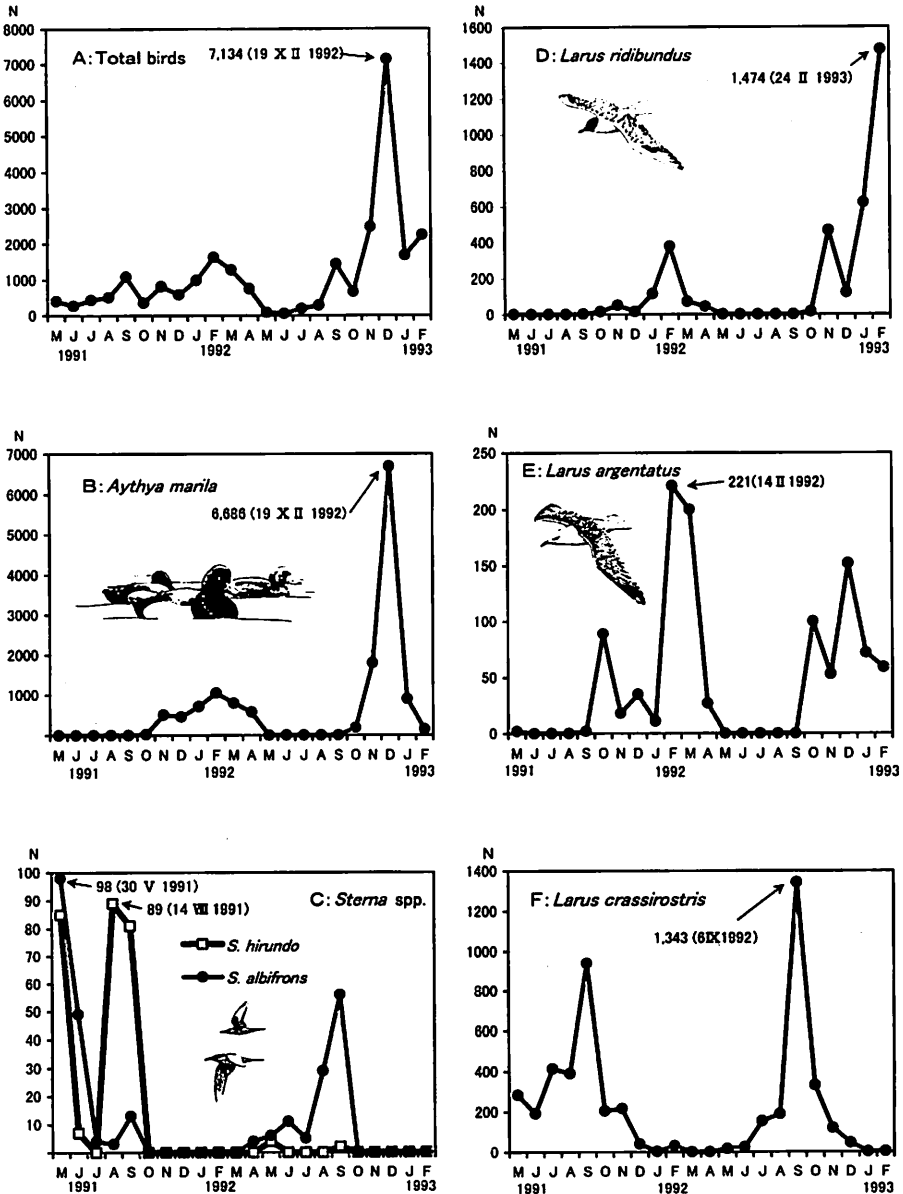 N
8000
7000
6000
5000
4000
3000
2000
1000
0
A: Total birds
7,134 (19 X II 1992)
M J J A S O N D J F M A M J J A S O N D J F
1991 1992 1993
N
1600
1400
1200
1000
800
600
400
200
0
D: Larus ridibundus
1,474 (24 II 1993)
M J J A S O N D J F M A M J J A S O N D J F
1991 1992 1993
N
7000
6000
5000
4000
3000
2000
1000
B: Aythya marila
6,686 (19 X II 1992)
M J J A S O N D J F M A M J J A S O N D J F
1991 1992 1993
N
250
200
150
100
50
0
E: Larus argentatus
221(14 II 1992)
M J J A S O N D J F M A M J J A S O N D J F
1991 1992 1993
N
100
90
80
70
60
50
40
30
20
10
98 (30 V 1991)
C: Sterna spp.
89 (14 VIII 1991)
S. hirundo
S. albifrons
M J J A S O N D J F M A M J J A S O N D J F
1991 1992 1993
N
1400
1200
1000
800
600
400
200
0
F: Larus crassirostris
1,343 (6IX1992)
M J J A S O N D J F M A M J J A S O N D J F
1991 1992 1993